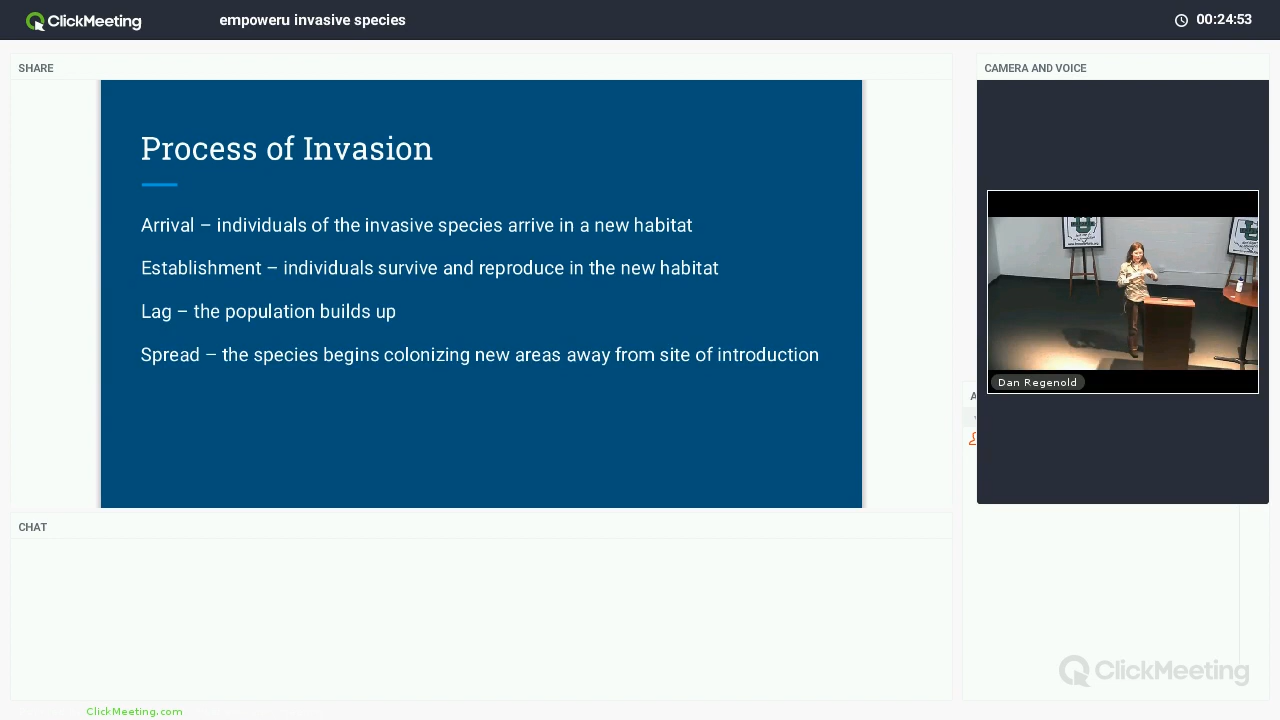 ClickMeeting
empoweru invasive species
00:24:53
SHARE
CAMERA AND VOICE
Process of Invasion
Arrival – individuals of the invasive species arrive in a new habitat
Establishment – individuals survive and reproduce in the new habitat
Lag – the population builds up
Spread – the species begins colonizing new areas away from site of introduction
Dan Regenold
A
CHAT
ClickMeeting
ClickMeeting.com